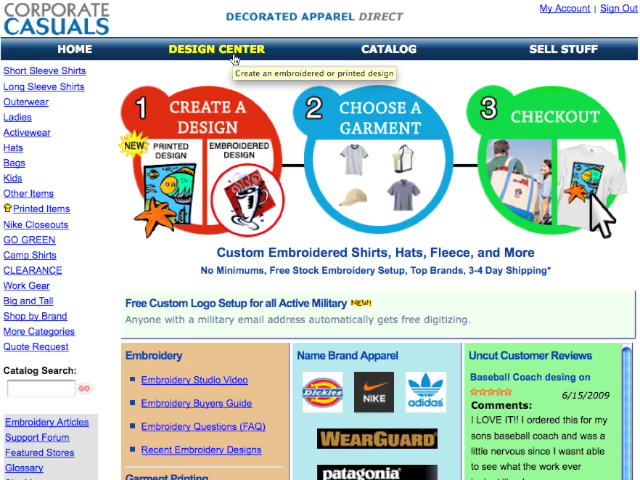 CORPORATE
CASUALS
DECORATED APPAREL DIRECT
My Account | Sign Out
HOME
DESIGN CENTER
CATALOG
SELL STUFF
Create an embroidered or printed design
Short Sleeve Shirts
Long Sleeve Shirts
Outerwear
Ladies
Activewear
Hats
Bags
Kids
Other Items
Printed Items
Nike Closeouts
GO GREEN
Camp Shirts
CLEARANCE
Work Gear
Big and Tall
Shop by Brand
More Categories
Quote Request
Catalog Search:
GO
Embroidery Articles
Support Forum
Featured Stores
Glossary
1 CREATE A
DESIGN
NEW
PRINTED
DESIGN
EMBROIDERED
DESIGN
2 CHOOSE A
GARMENT
3 CHECKOUT
Custom Embroidered Shirts, Hats, Fleece, and More
No Minimums, Free Stock Embroidery Setup, Top Brands, 3-4 Day Shipping*
Free Custom Logo Setup for all Active Military NEW!
Anyone with a military email address automatically gets free digitizing.
Embroidery
Embroidery Studio Video
Embroidery Buyers Guide
Embroidery Questions (FAQ)
Recent Embroidery Designs
Garment Printing
Name Brand Apparel
Dickies
NIKE
adidas
WEARGUARD
patagonia
Uncut Customer Reviews
Baseball Coach desing on
6/15/2009
Comments:
I LOVE IT!! I ordered this for my
sons baseball coach and was a
little nervous since I wasnt able
to see what the work ever